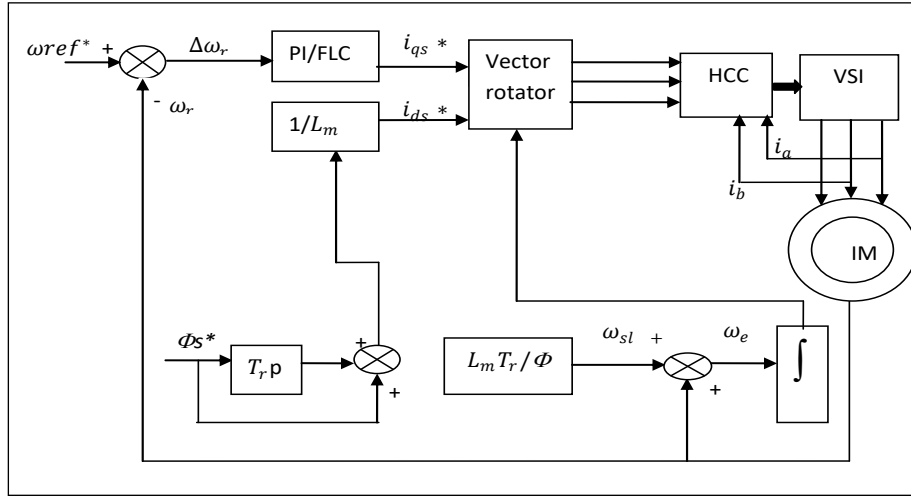 ωref* + Δω_r PI/FLC i_qs * Vector rotator HCC VSI
- ω_r
1/L_m i_ds *
i_a
i_b
IM
Φs* T_r p + +
L_m T_r/Φ ω_sl + + ω_e ∫